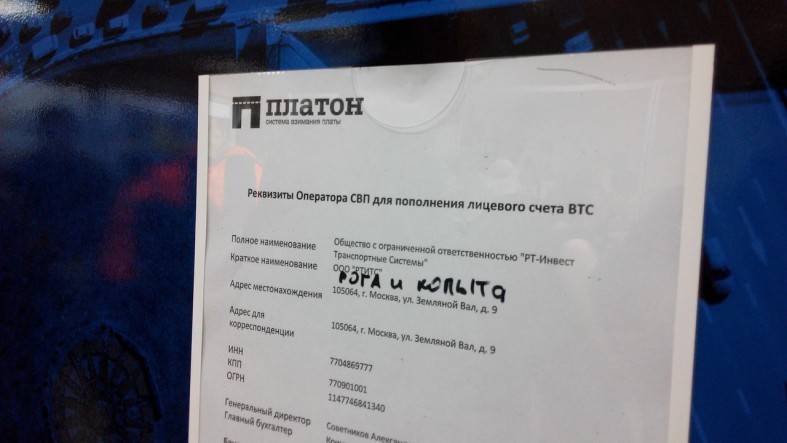 ПЛАТОН
система взимания платы
Реквизиты Оператора СВП для пополнения лицевого счета ВТС
Полное наименование Общество с ограниченной ответственностью "РТ-Инвест
Транспортные Системы"
Краткое наименование ООО "РТИТС"
РОГА и КОПЫТА
Адрес местонахождения 105064, г. Москва, ул. Земляной Вал, д. 9
Адрес для
корреспонденции 105064, г. Москва, ул. Земляной Вал, д. 9
ИНН 7704869777
КПП 770901001
ОГРН 1147746841340
Генеральный директор Советников
Главный бухгалтер